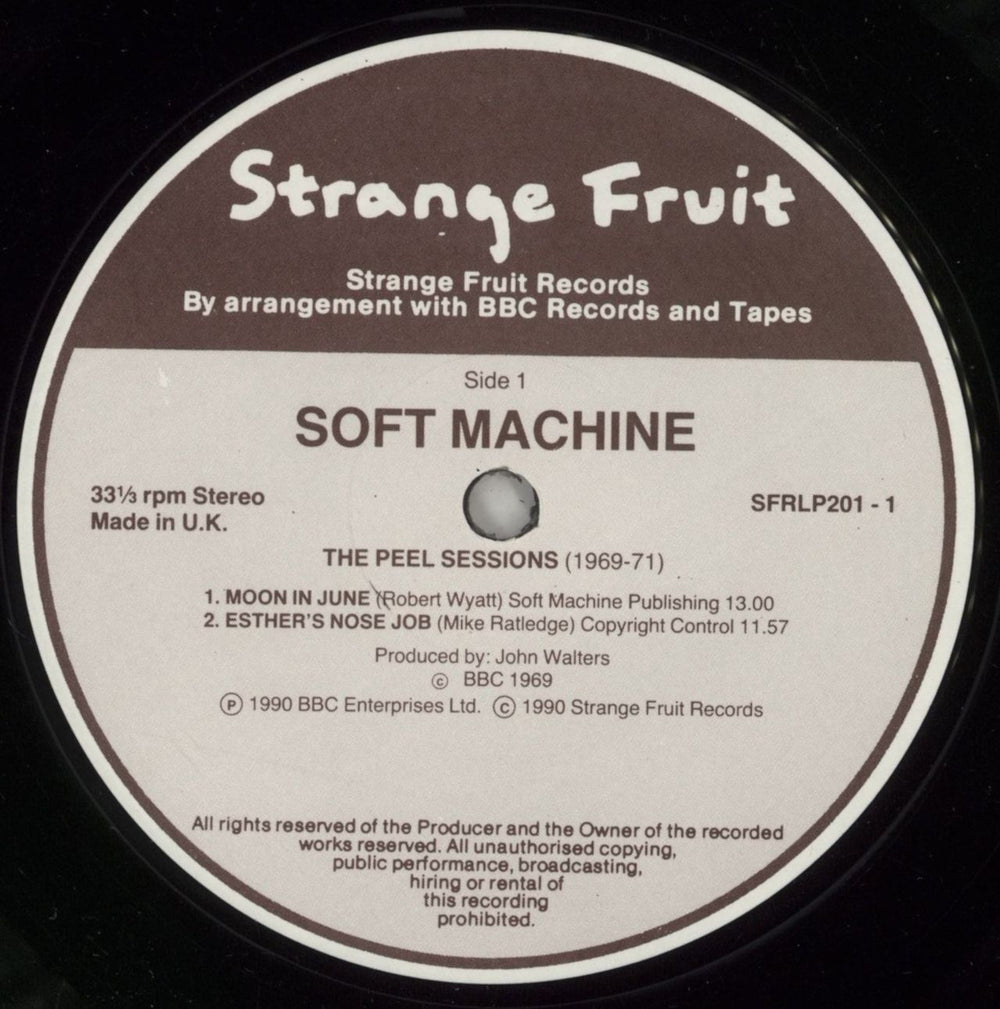 Strange Fruit
Strange Fruit Records
By arrangement with BBC Records and Tapes
Side 1
SOFT MACHINE
33⅓ rpm Stereo
Made in U.K.
SFRLP201 - 1
THE PEEL SESSIONS (1969-71)
1. MOON IN JUNE (Robert Wyatt) Soft Machine Publishing 13.00
2. ESTHER'S NOSE JOB (Mike Ratledge) Copyright Control 11.57
Produced by: John Walters
© BBC 1969
Ⓟ 1990 BBC Enterprises Ltd. © 1990 Strange Fruit Records
All rights reserved of the Producer and the Owner of the recorded
works reserved. All unauthorised copying,
public performance, broadcasting,
hiring or rental of
this recording
prohibited.